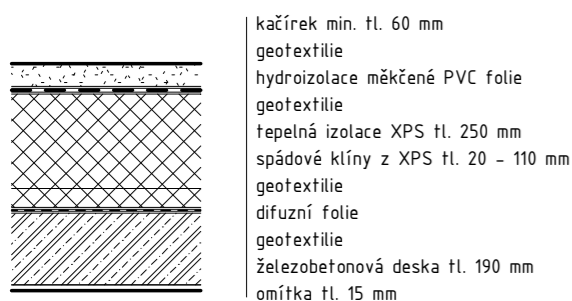 kačírek min. tl. 60 mm
geotextilie
hydroizolace měkčené PVC folie
geotextilie
tepelná izolace XPS tl. 250 mm
spádové klíny z XPS tl. 20 – 110 mm
geotextilie
difuzní folie
geotextilie
železobetonová deska tl. 190 mm
omítka tl. 15 mm